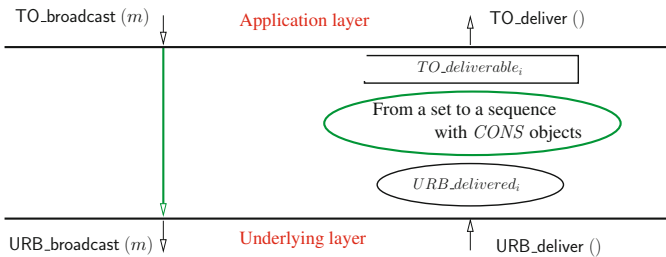 TO_broadcast (m)
Application layer
TO_deliver ()
TO_deliverable_i
From a set to a sequence
with CONS objects
URB_delivered_i
URB_broadcast (m)
Underlying layer
URB_deliver ()